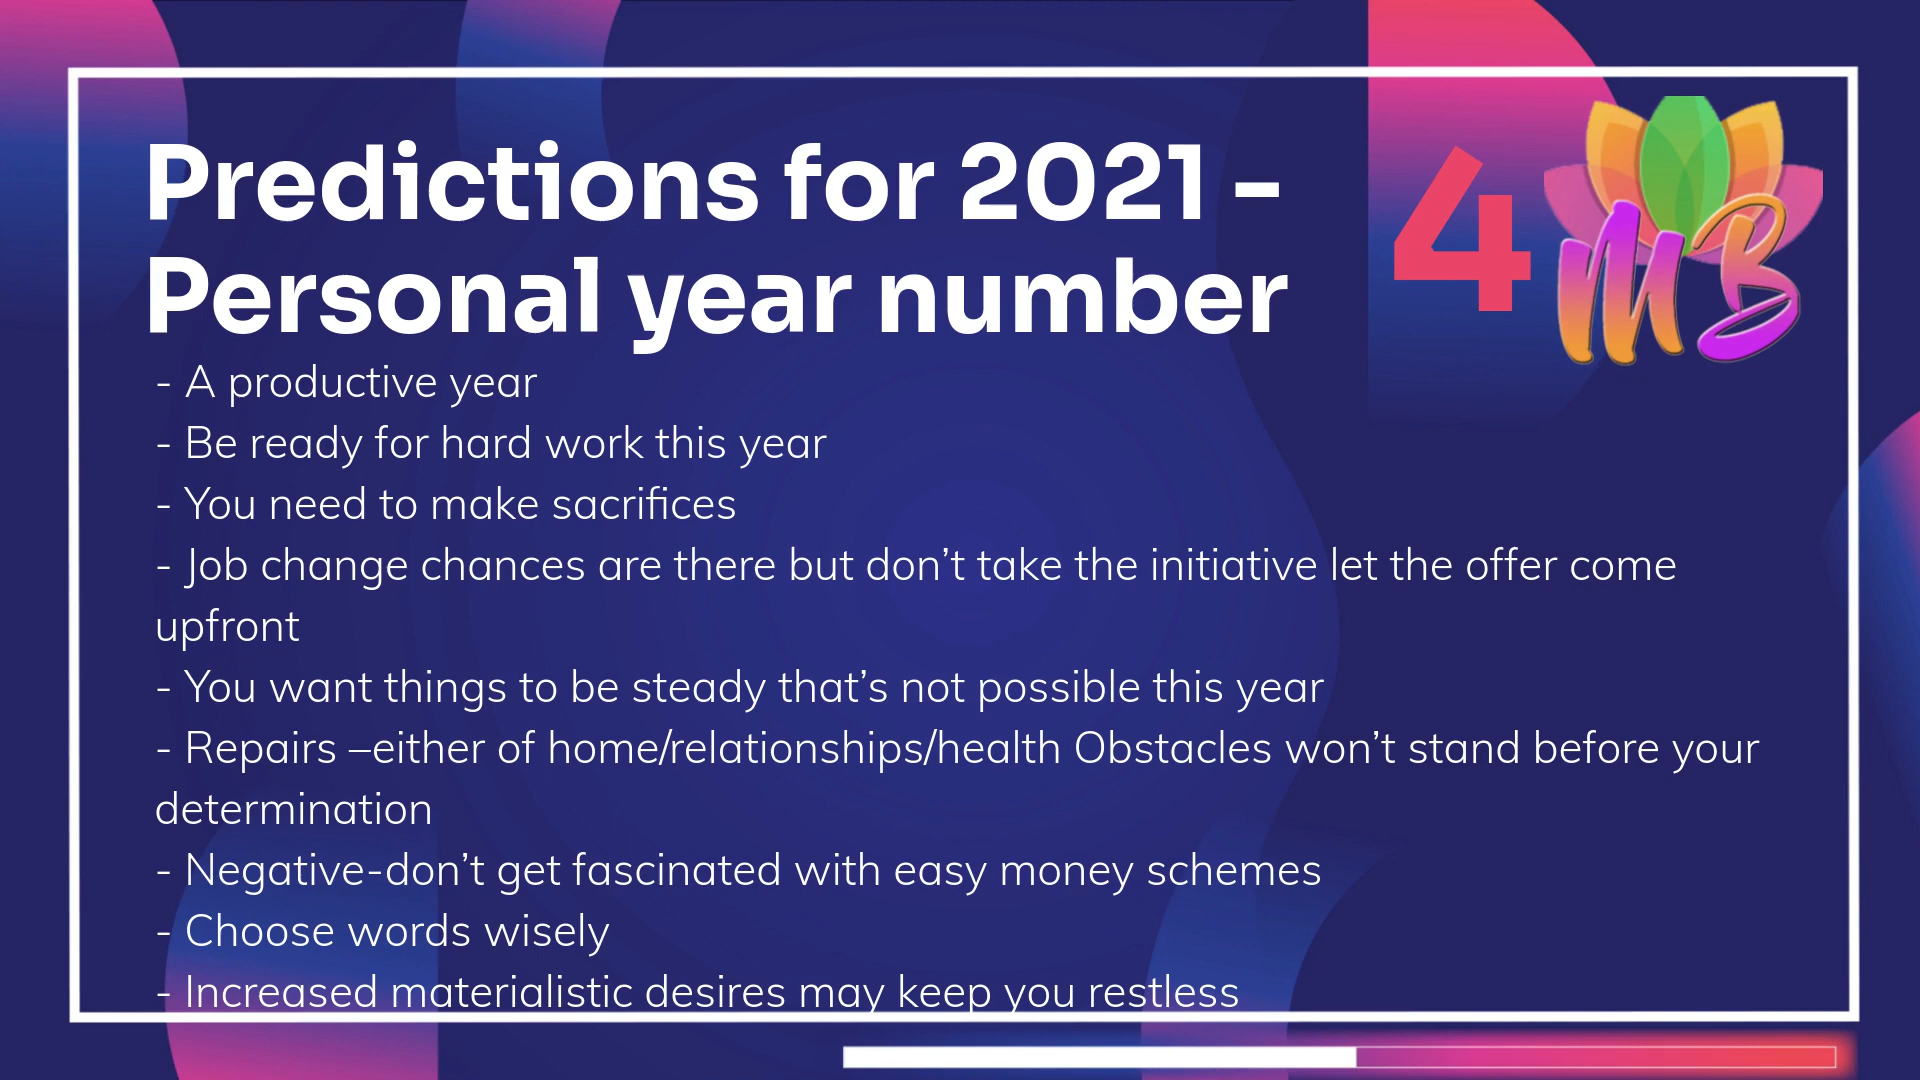 Predictions for 2021 -
Personal year number
4
MB
- A productive year
- Be ready for hard work this year
- You need to make sacrifices
- Job change chances are there but don’t take the initiative let the offer come
upfront
- You want things to be steady that’s not possible this year
- Repairs –either of home/relationships/health Obstacles won’t stand before your
determination
- Negative-don’t get fascinated with easy money schemes
- Choose words wisely
- Increased materialistic desires may keep you restless